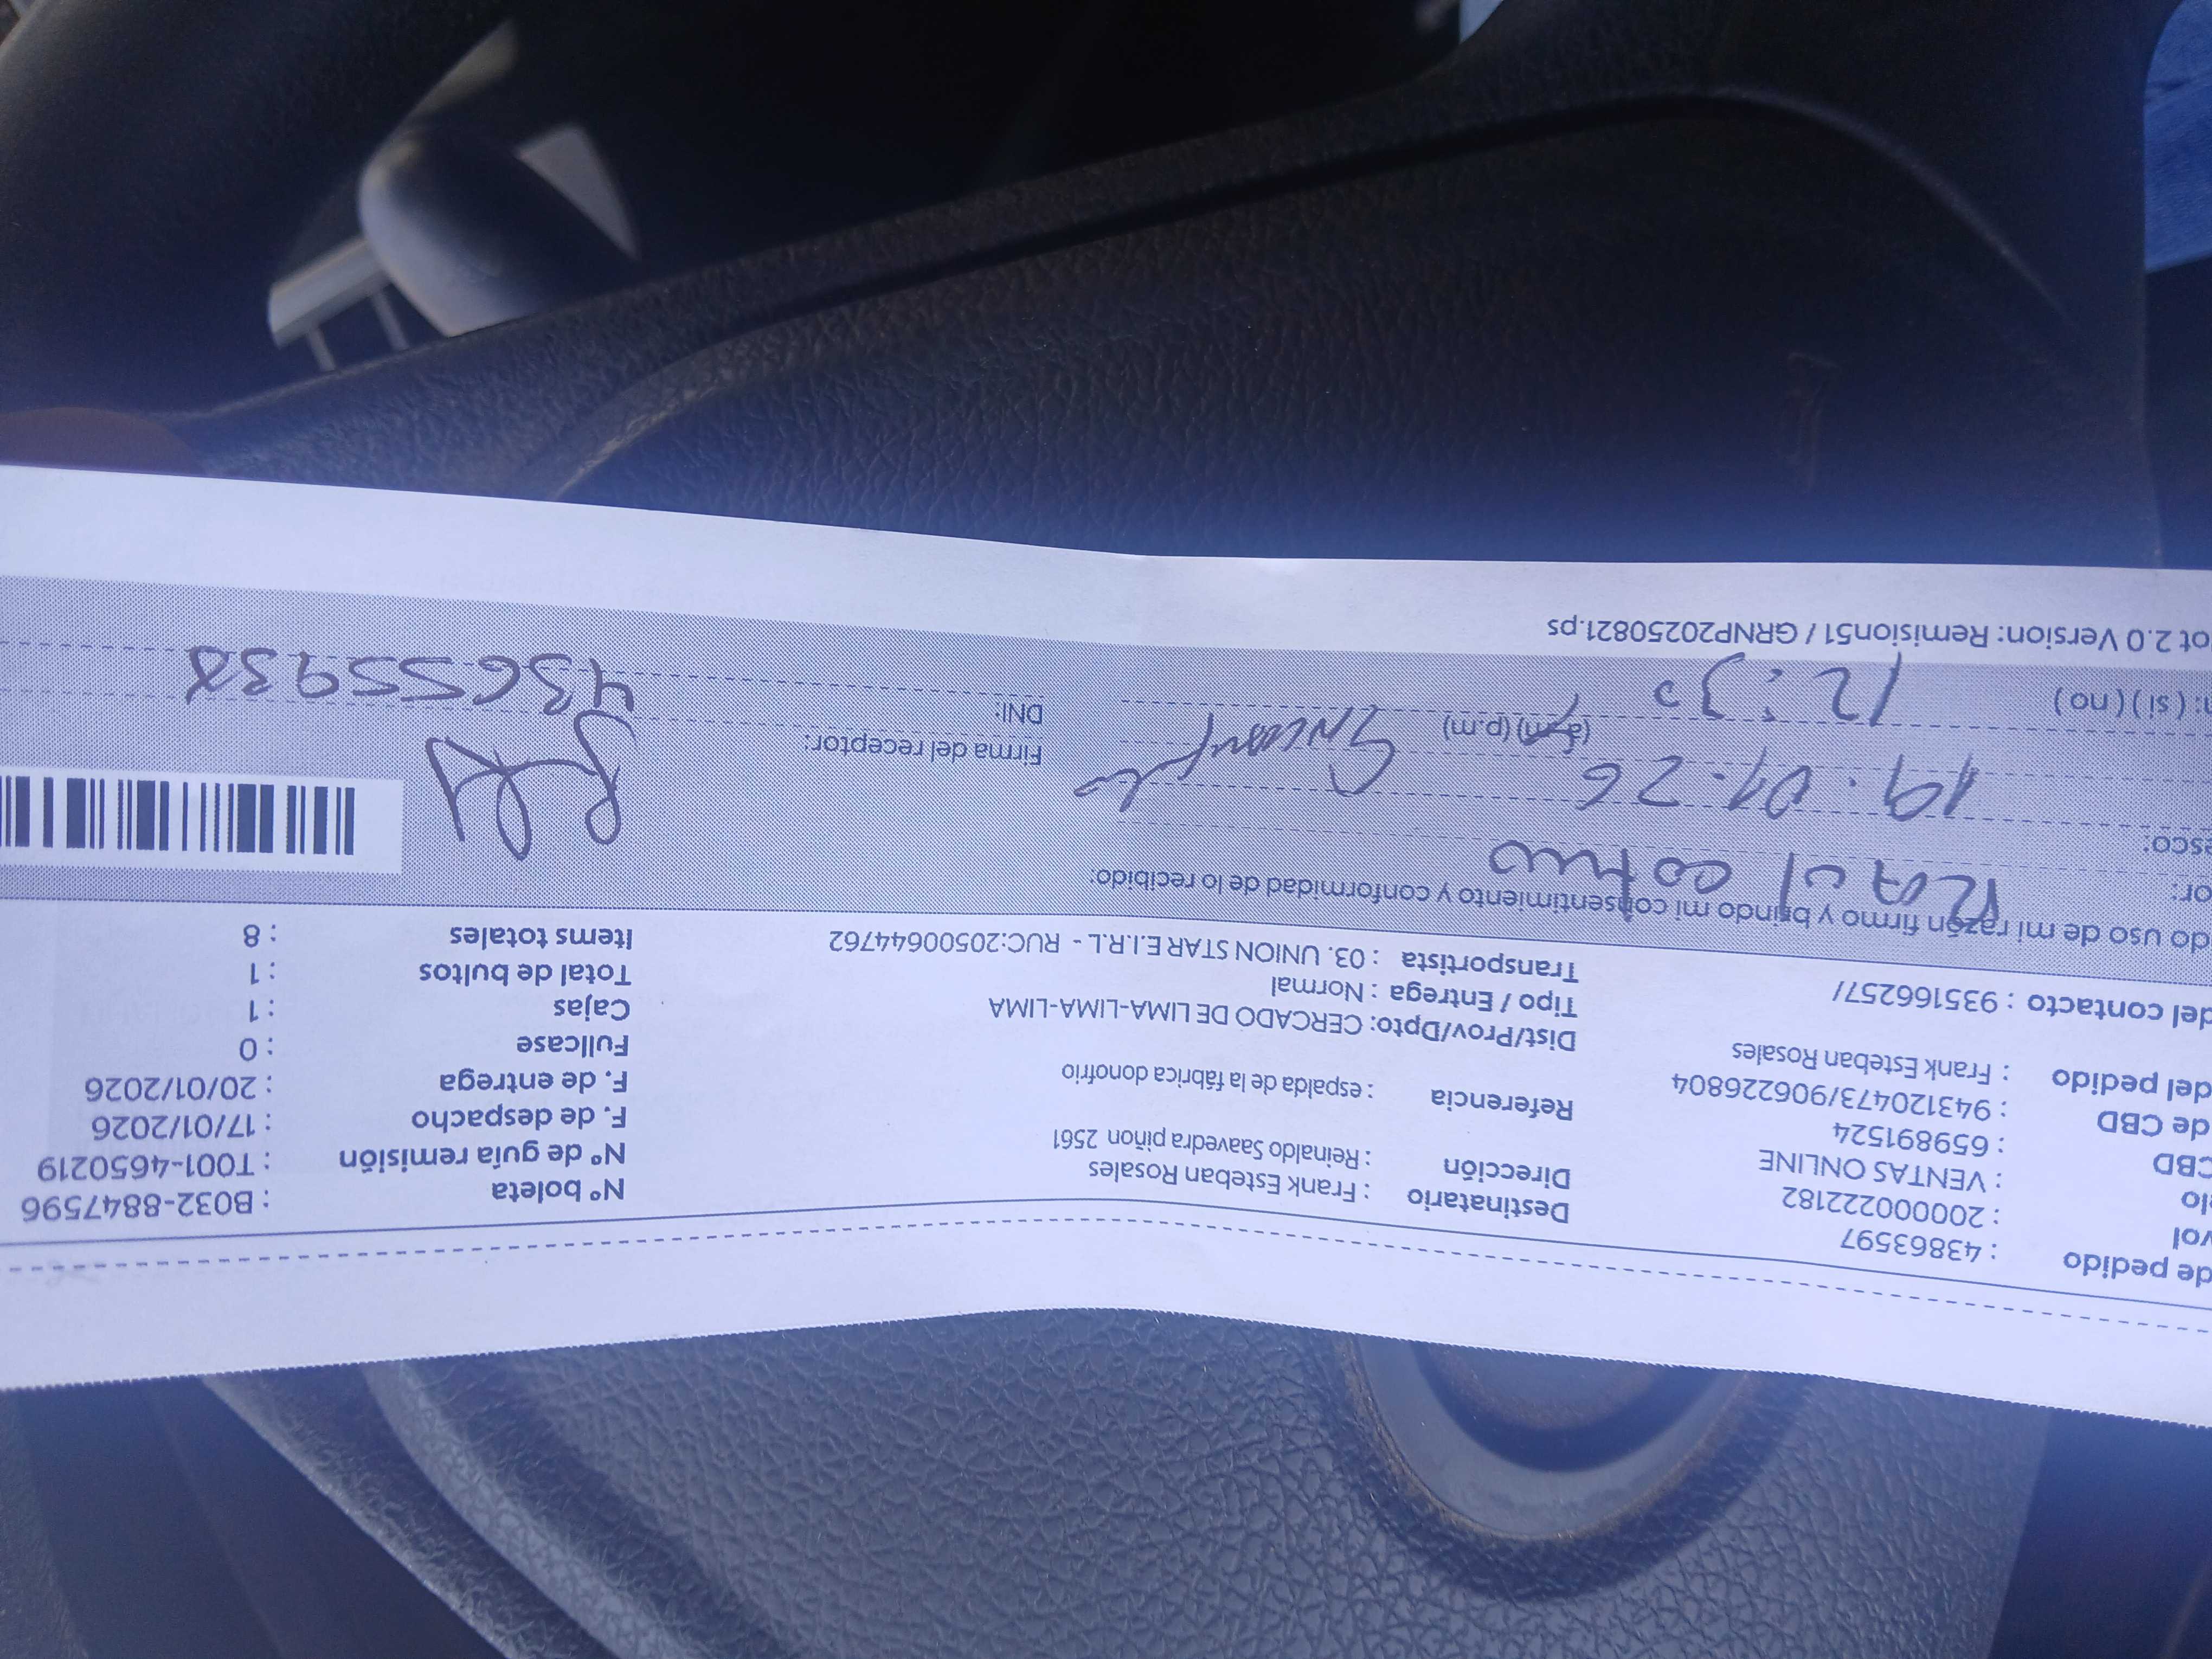 de pedido : 43863597
vol : 2000002222182
elo : VENTAS ONLINE
CBD : 659891524
de CBD : 943120473/906226804
del pedido : Frank Esteban Rosales
del contacto : 935166257/
Destinatario : Frank Esteban Rosales
Dirección : Reinaldo Saavedra piñin 2561
Referencia : espalda de la fábrica donofrio
Dist/Prov/Dpto: CERCADO DE LIMA-LIMA-LIMA
Tipo / Entrega : Normal
Transportista : 03. UNION STAR E.I.R.L - RUC:20500644762
Nº boleta : B032-8847596
Nº de guía remisión : T001-4650219
F. de despacho : 17/01/2026
F. de entrega : 20/01/2026
Fullcase : 0
Cajas : 1
Total de bultos : 1
Items totales : 8
do uso de mi razón firmo y brindo mi consentimiento y conformidad de lo recibido:
or:
esco:
19.01.26
(a.m) (p.m)
n: ( si ) ( no )
12:30
Firma del receptor:
DNI: 43655938
ot 2.0 Version: Remision51 / GRNP20250821.ps